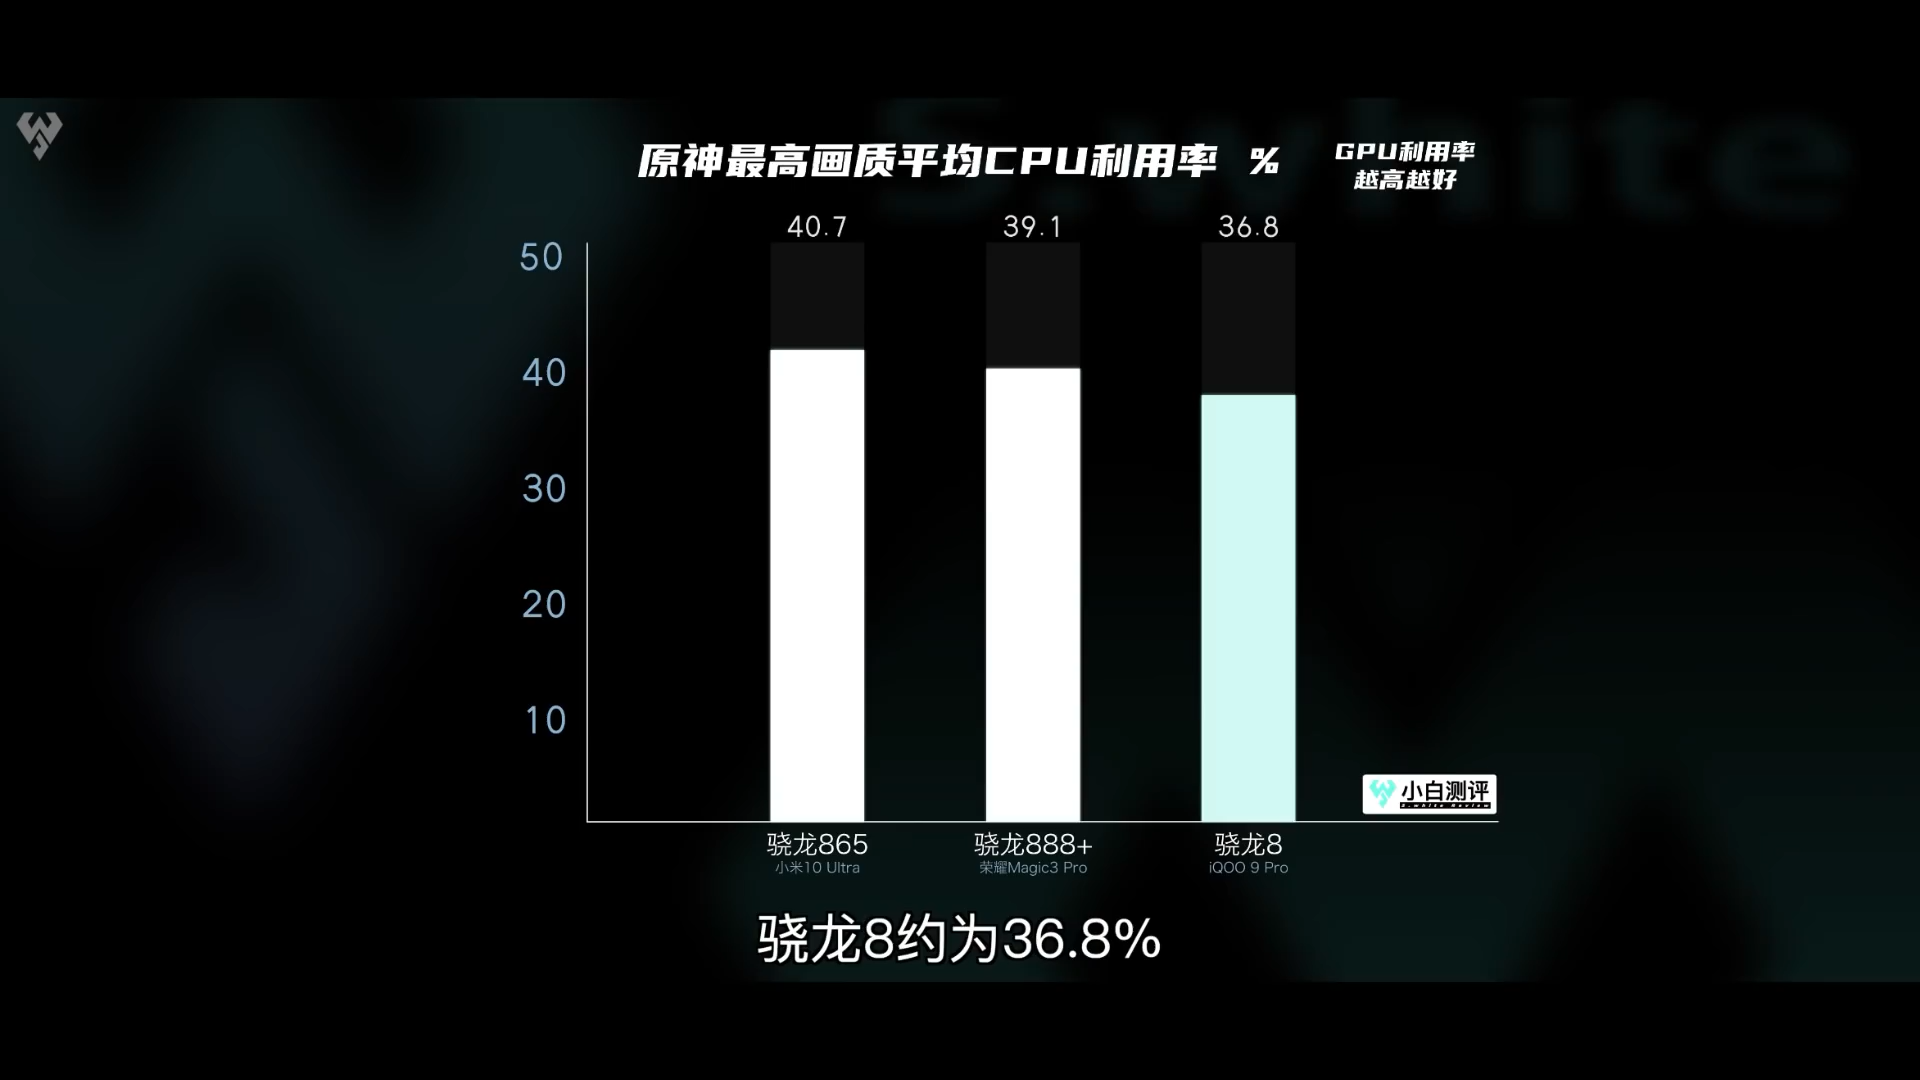 原神最高画质平均CPU利用率 %
GPU利用率
越高越好
40.7
39.1
36.8
50
40
30
20
10
小白测评
S.white Review
骁龙865
骁龙888+
骁龙8
小米10 Ultra
荣耀Magic3 Pro
iQOO 9 Pro
骁龙8约为36.8%
S.white